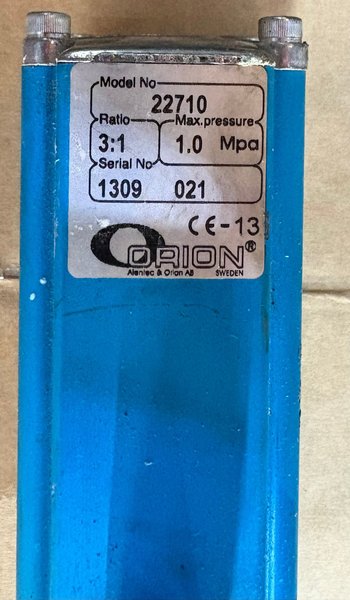 Model No
22710
Ratio Max.pressure
3:1 1.0 Mpa
Serial No
1309 021
CE-13
ORION®
Alentec & Orion AB SWEDEN